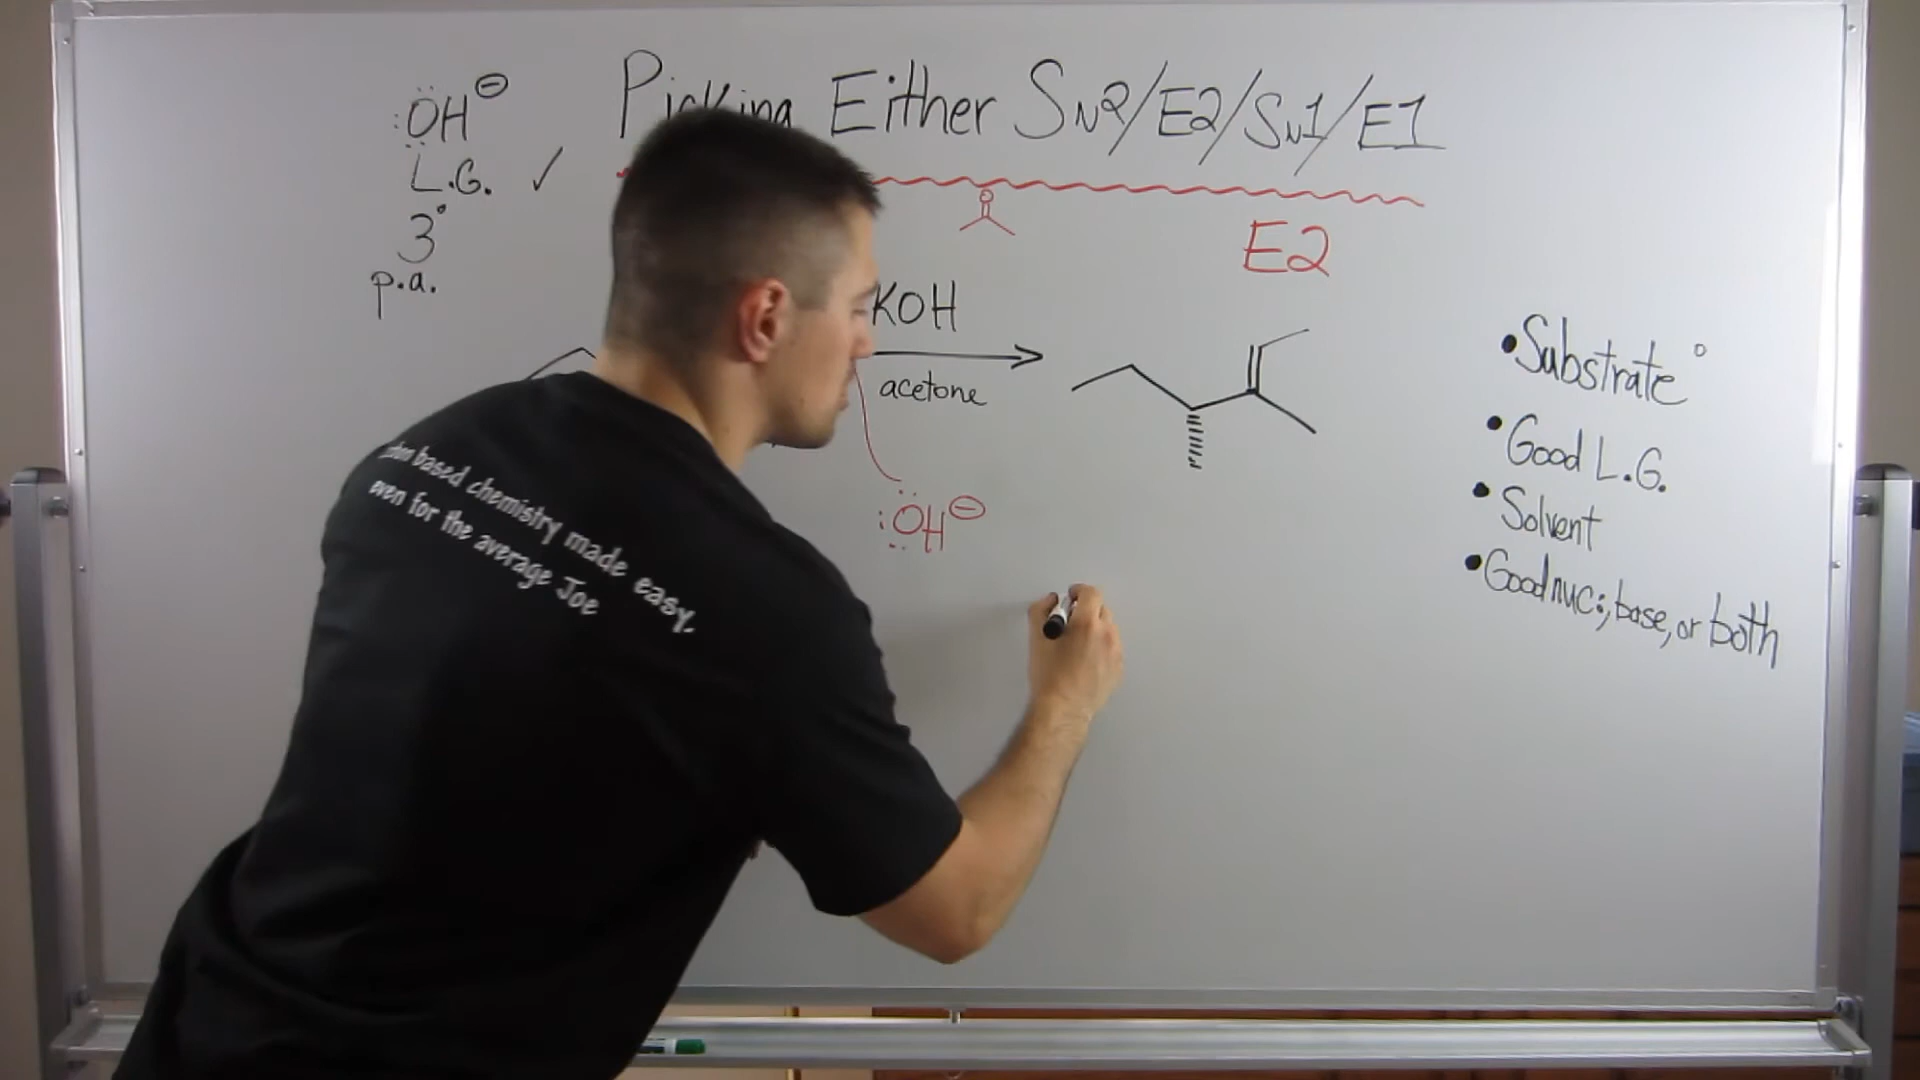 Picking Either SN2/E2/SN1/E1
:ÖH⊖
L.G. ✓
3°
p.a.
E2
KOH
acetone
:ÖH⊖
•Substrate °
•Good L.G.
•Solvent
•Good nuc:, base, or both
based chemistry made easy.
even for the average Joe